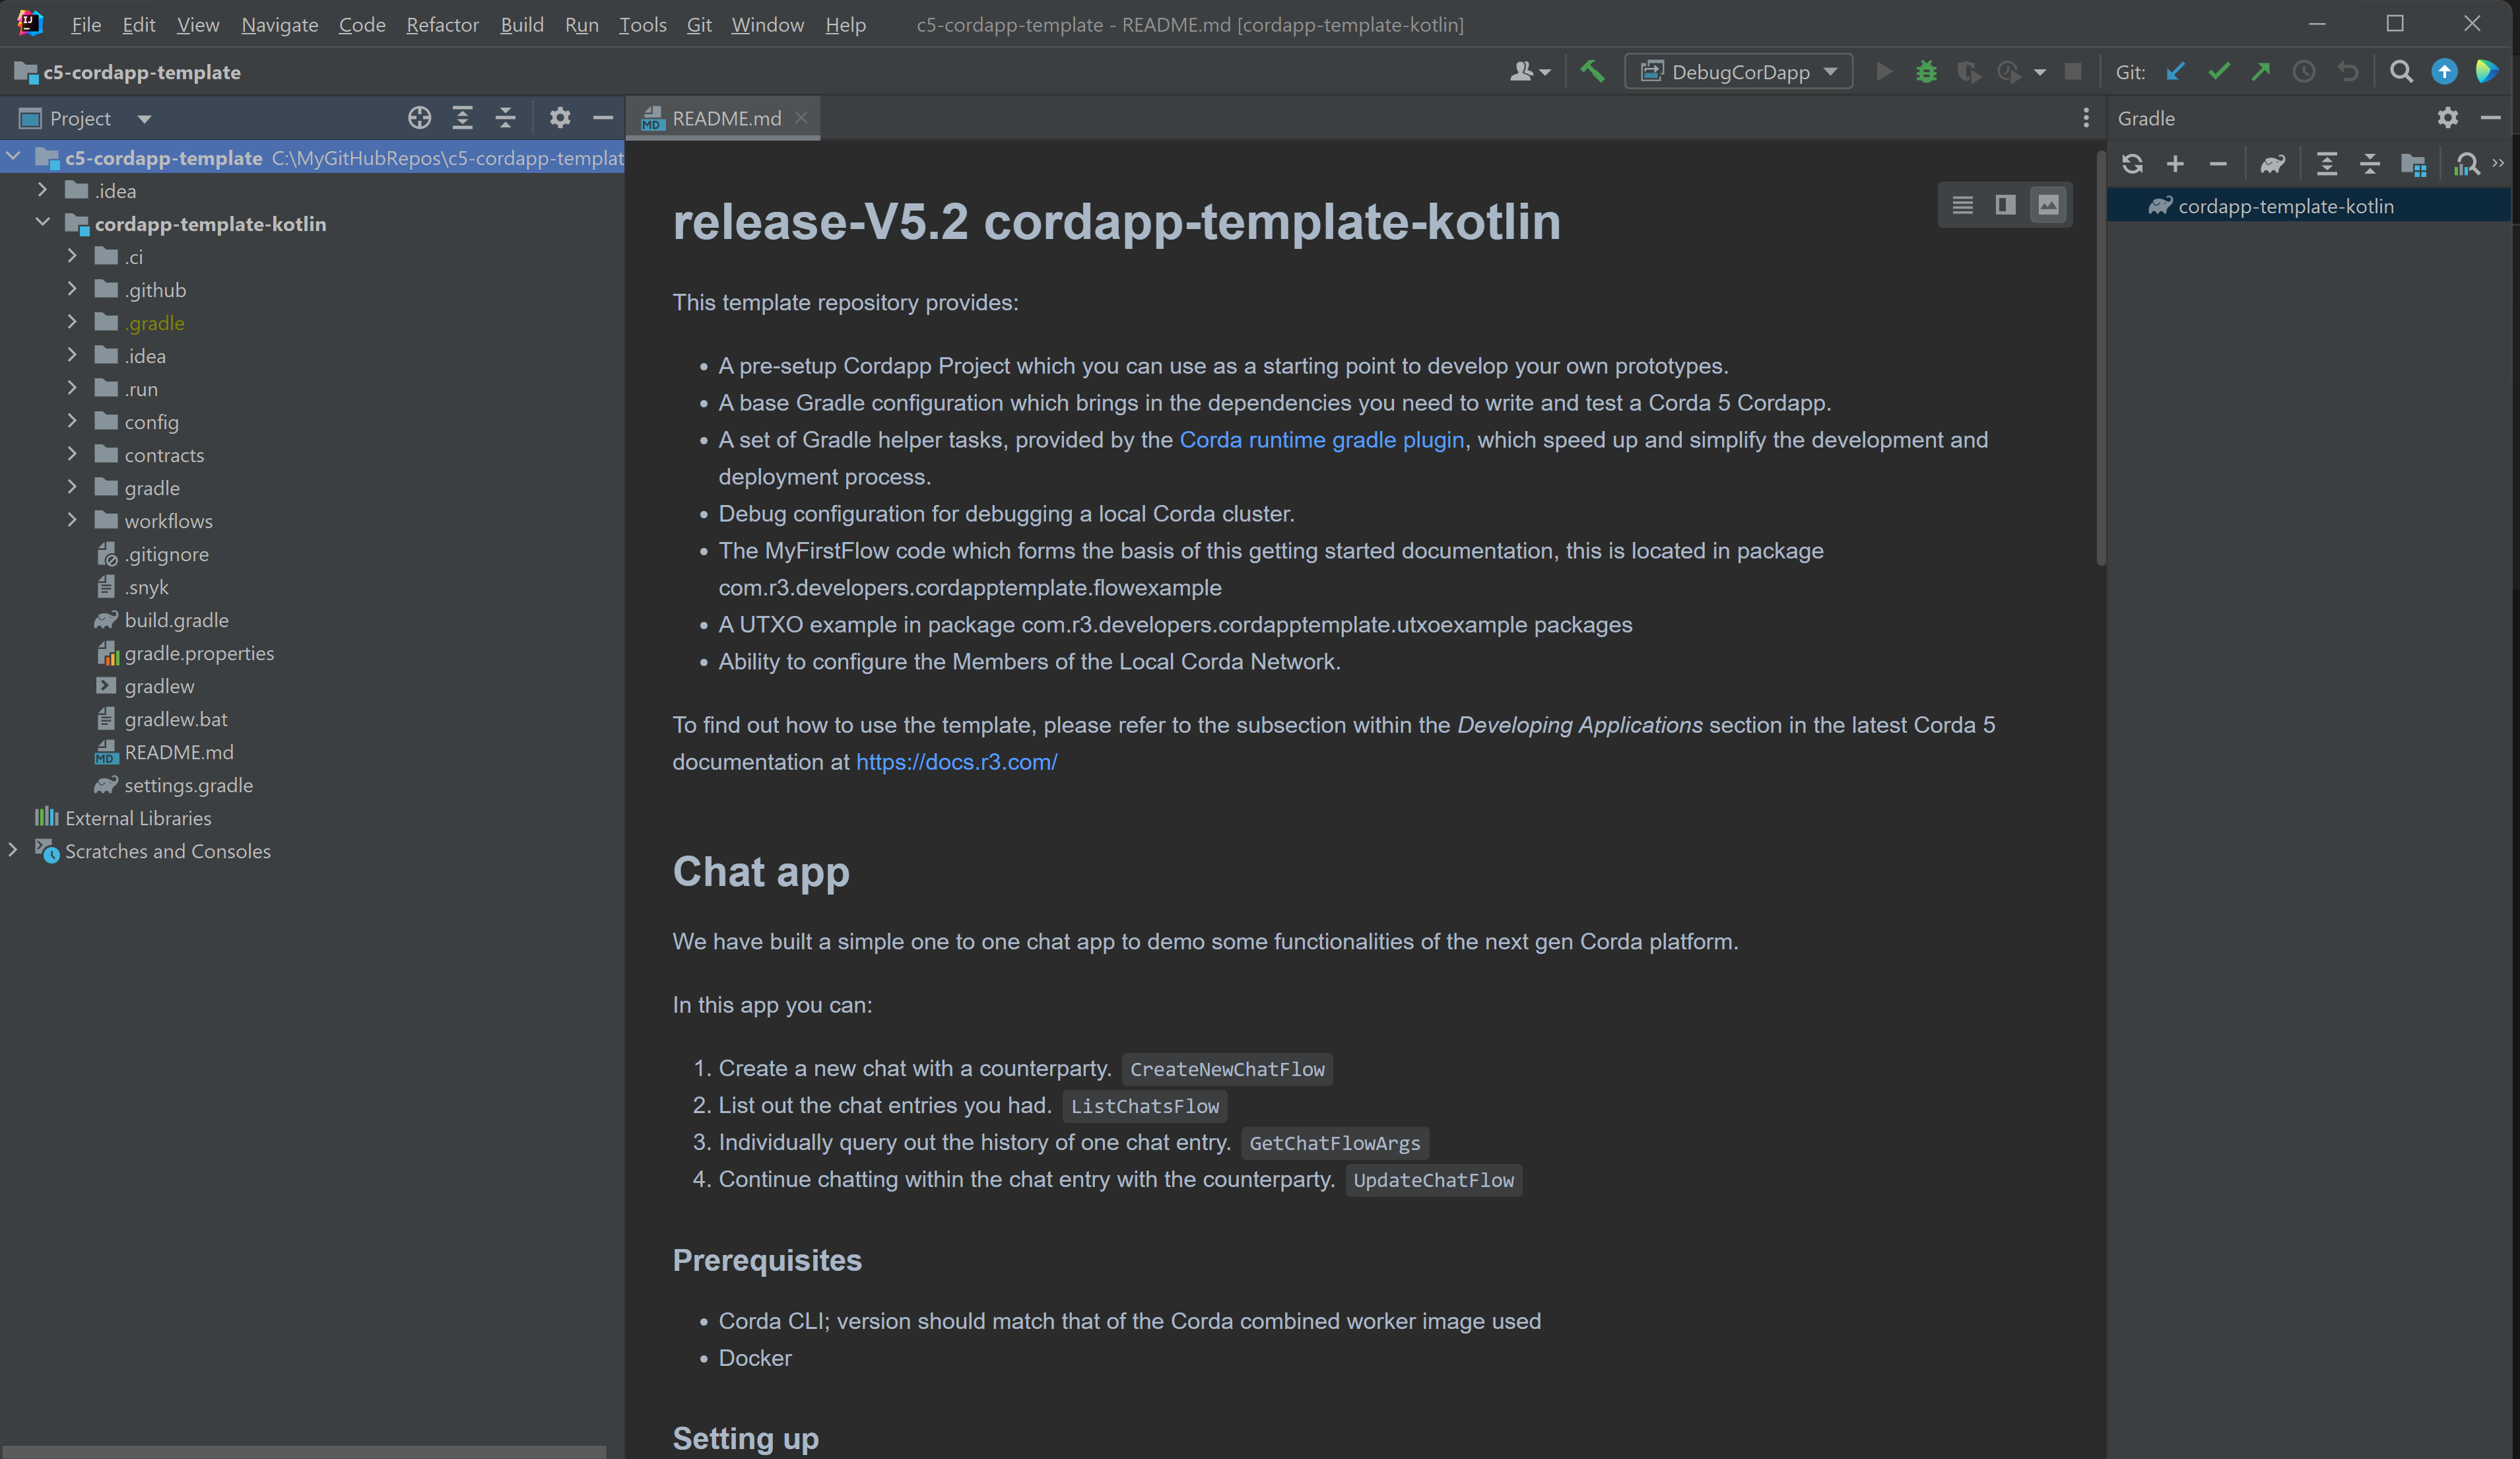 File Edit View Navigate Code Refactor Build Run Tools Git Window Help c5-cordapp-template - README.md [cordapp-template-kotlin]
c5-cordapp-template
DebugCorDapp
Git:
Project
c5-cordapp-template C:\MyGitHubRepos\c5-cordapp-templat
.idea
cordapp-template-kotlin
.ci
.github
.gradle
.idea
.run
config
contracts
gradle
workflows
.gitignore
.snyk
build.gradle
gradle.properties
gradlew
gradlew.bat
README.md
settings.gradle
External Libraries
Scratches and Consoles
README.md
release-V5.2 cordapp-template-kotlin
This template repository provides:
• A pre-setup Cordapp Project which you can use as a starting point to develop your own prototypes.
• A base Gradle configuration which brings in the dependencies you need to write and test a Corda 5 Cordapp.
• A set of Gradle helper tasks, provided by the Corda runtime gradle plugin, which speed up and simplify the development and
deployment process.
• Debug configuration for debugging a local Corda cluster.
• The MyFirstFlow code which forms the basis of this getting started documentation, this is located in package
com.r3.developers.cordapptemplate.flowexample
• A UTXO example in package com.r3.developers.cordapptemplate.utxoexample packages
• Ability to configure the Members of the Local Corda Network.
To find out how to use the template, please refer to the subsection within the Developing Applications section in the latest Corda 5
documentation at https://docs.r3.com/
Chat app
We have built a simple one to one chat app to demo some functionalities of the next gen Corda platform.
In this app you can:
1. Create a new chat with a counterparty. CreateNewChatFlow
2. List out the chat entries you had. ListChatsFlow
3. Individually query out the history of one chat entry. GetChatFlowArgs
4. Continue chatting within the chat entry with the counterparty. UpdateChatFlow
Prerequisites
• Corda CLI; version should match that of the Corda combined worker image used
• Docker
Setting up
Gradle
cordapp-template-kotlin